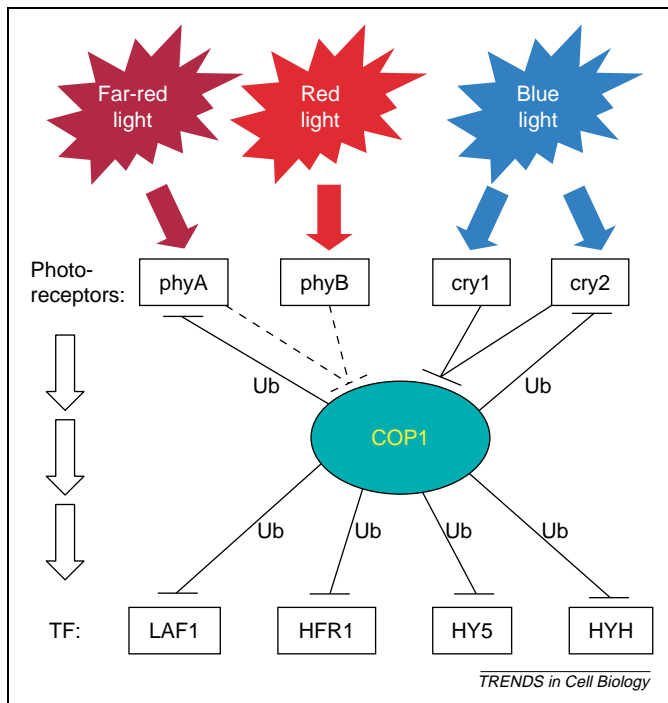 Far-red
light
Red
light
Blue
light
Photo-
receptors:
phyA
phyB
cry1
cry2
Ub
Ub
COP1
Ub
Ub
Ub
Ub
TF:
LAF1
HFR1
HY5
HYH
TRENDS in Cell Biology